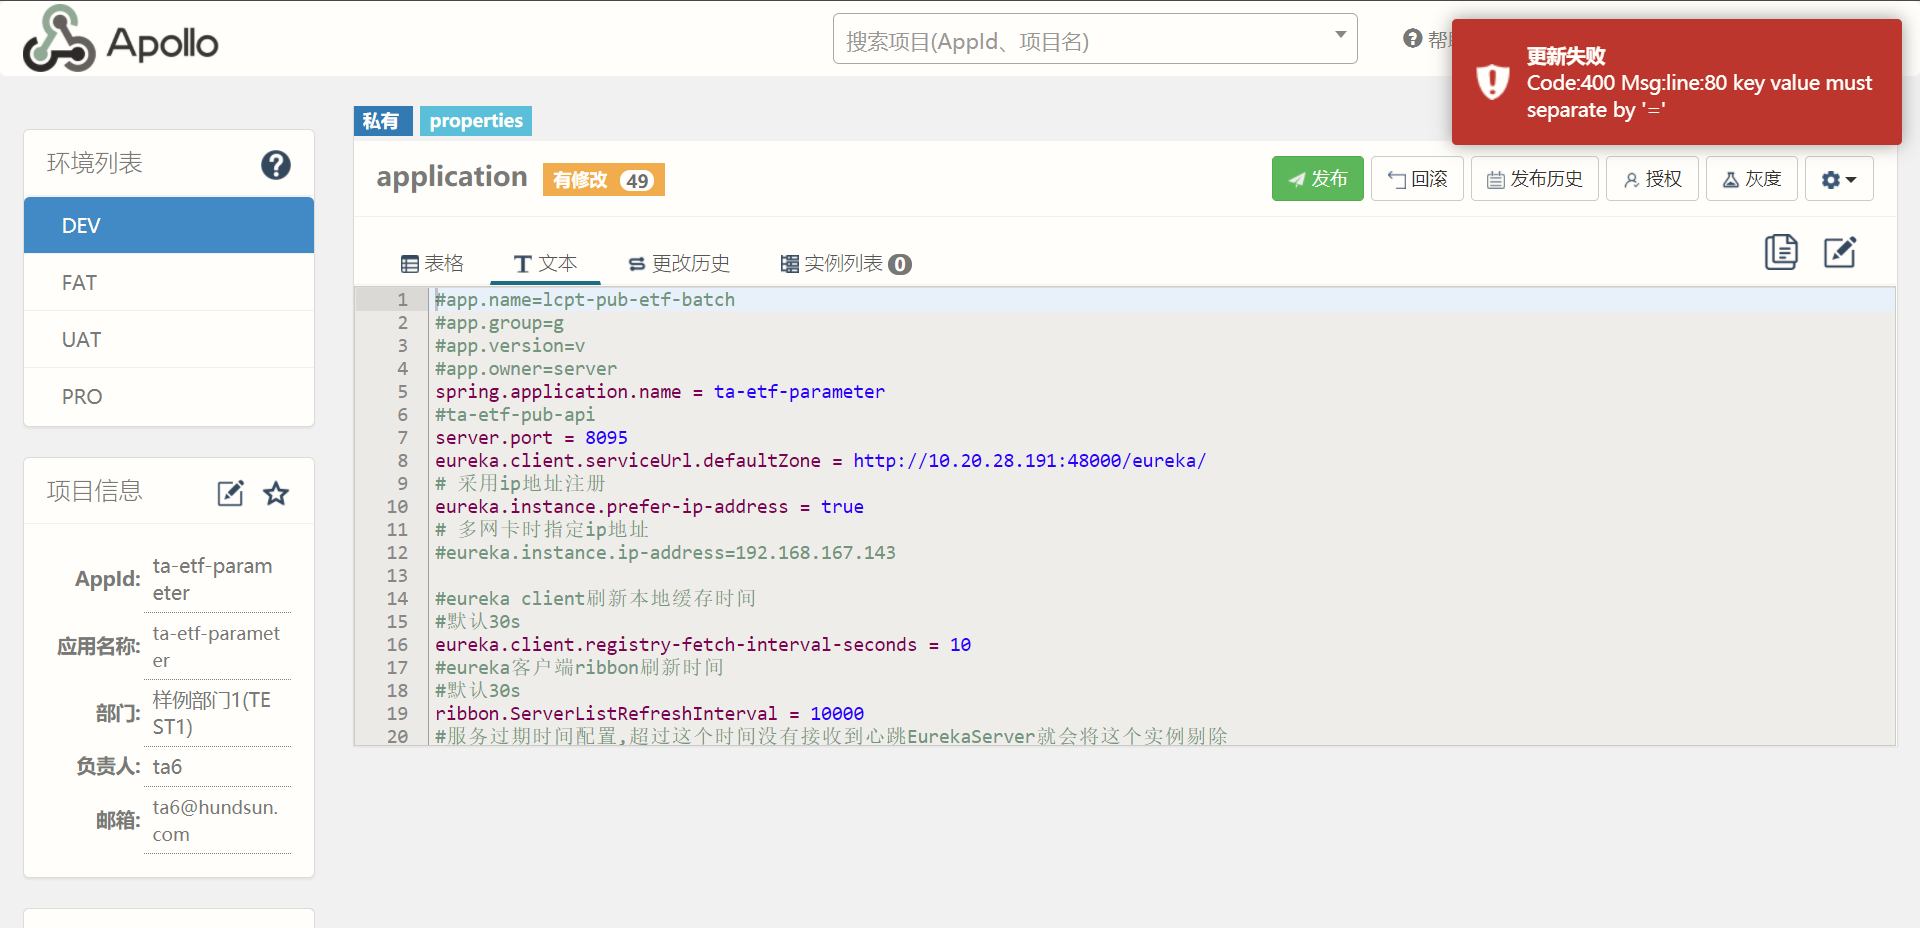 Apollo
搜索项目(AppId、项目名)
更新失败
Code:400 Msg:line:80 key value must
separate by '='
环境列表
DEV
FAT
UAT
PRO
项目信息
AppId: ta-etf-param
eter
应用名称: ta-etf-paramet
er
部门: 样例部门1(TE
ST1)
负责人: ta6
邮箱: ta6@hundsun.
com
私有 properties
application 有修改 49
发布 回滚 发布历史 授权 灰度
表格 文本 更改历史 实例列表 0
1 #app.name=lcpt-pub-etf-batch
2 #app.group=g
3 #app.version=v
4 #app.owner=server
5 spring.application.name = ta-etf-parameter
6 #ta-etf-pub-api
7 server.port = 8095
8 eureka.client.serviceUrl.defaultZone = http://10.20.28.191:48000/eureka/
9 # 采用ip地址注册
10 eureka.instance.prefer-ip-address = true
11 # 多网卡时指定ip地址
12 #eureka.instance.ip-address=192.168.167.143
13
14 #eureka client刷新本地缓存时间
15 #默认30s
16 eureka.client.registry-fetch-interval-seconds = 10
17 #eureka客户端ribbon刷新时间
18 #默认30s
19 ribbon.ServerListRefreshInterval = 10000
20 #服务过期时间配置,超过这个时间没有接收到心跳EurekaServer就会将这个实例剔除